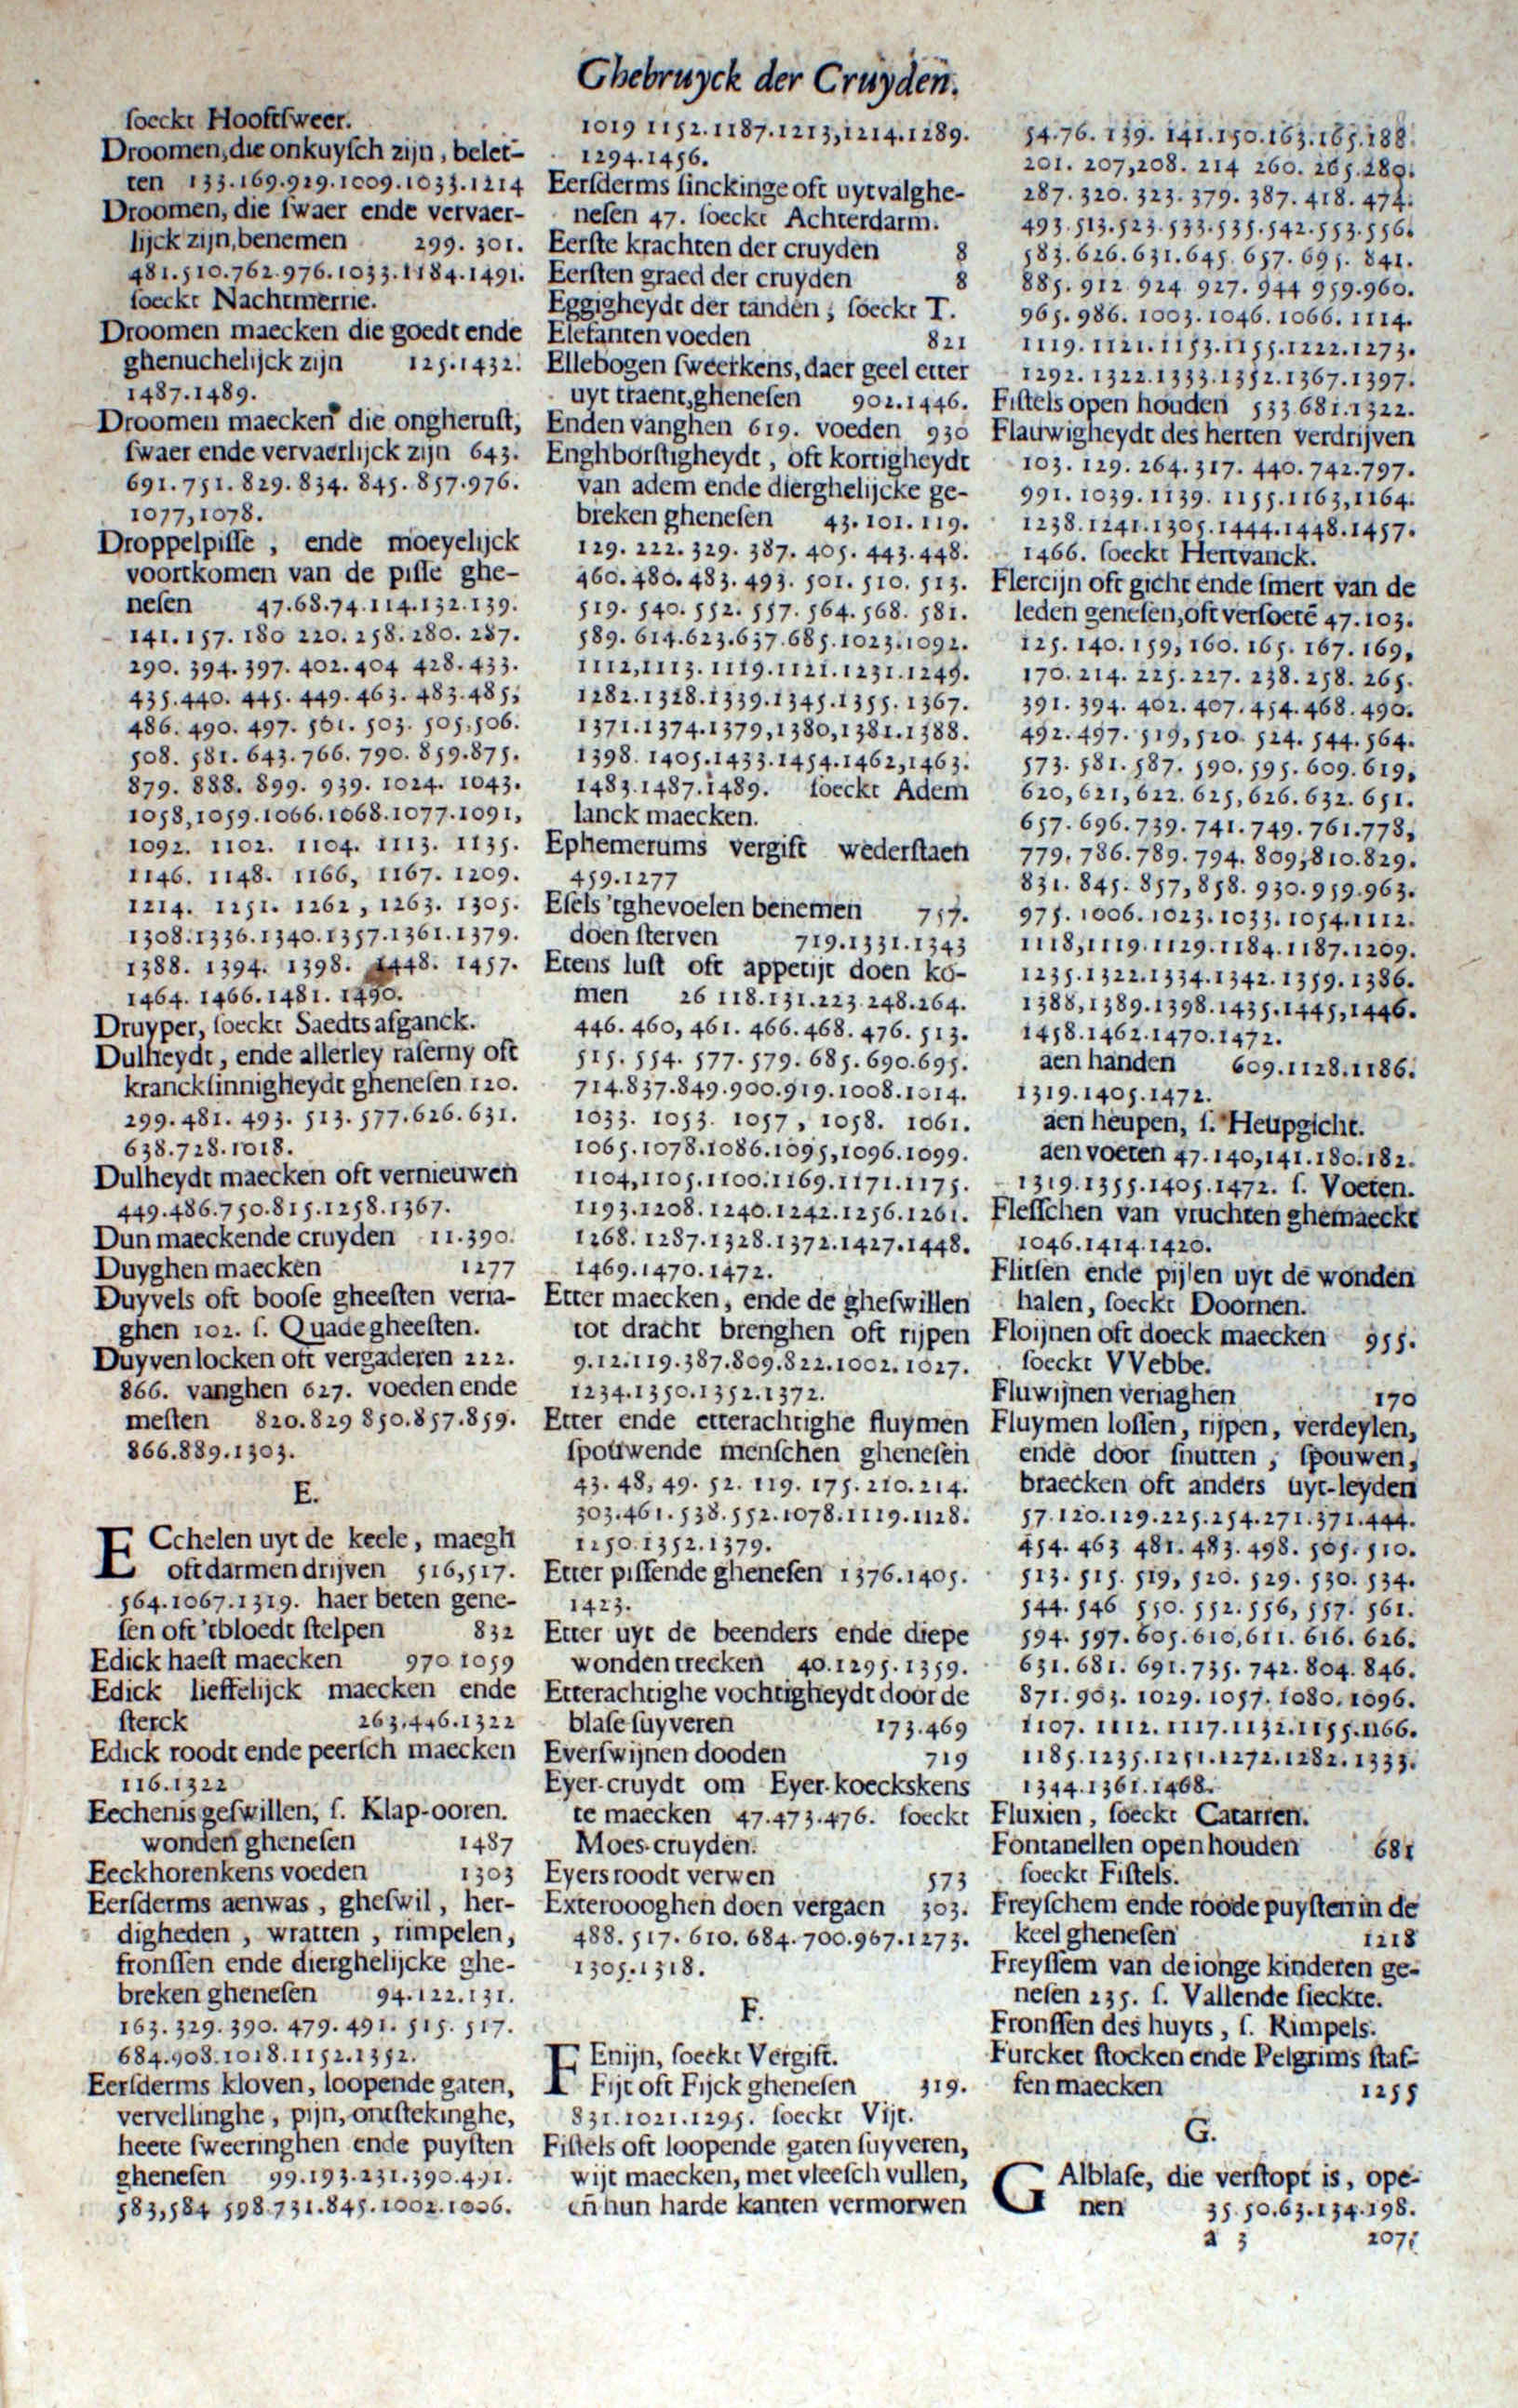 Ghebruyck der Cruyden.
ſoeckt Hooftſweer.
Droomen, die onkuyſch zijn, belet-
ten 133.169.929.1009.1033.1214
Droomen, die ſwaer ende vervaer-
lijck zijn, benemen 299. 301.
481.510.762.976.1033.1184.1491.
ſoeckt Nachtmerrie.
Droomen maecken die goedt ende
ghenuchelijck zijn 125.1432.
1487.1489.
Droomen maecken die ongheruſt,
ſwaer ende vervaerlijck zijn 643.
691.751. 829. 834. 845. 857.976.
1077,1078.
Droppelpiſſe , ende moeyelijck
voortkomen van de piſſe ghe-
neſen 47.68.74.114.132.139.
141.157. 180 220. 258. 280. 287.
290. 394. 397. 402. 404 428. 433.
435.440. 445. 449. 463. 483.485,
486. 490. 497. 501. 503. 505,506.
508. 581. 643. 766. 790. 859.875.
879. 888. 899. 939. 1024. 1043.
1058,1059.1066.1068.1077.1091,
1092. 1102. 1104. 1113. 1135.
1146. 1148. 1166, 1167. 1209.
1214. 1251. 1262 , 1263. 1305.
1308.1336.1340.1357.1361.1379.
1388. 1394. 1398. 1448. 1457.
1464. 1466. 1481. 1490.
Druyper, ſoeckt Saedts afganck.
Dulheydt, ende allerley raſerny oft
kranckſinnigheydt gheneſen 120.
299. 481. 493. 513. 577.626. 631.
638.728.1018.
Dulheydt maecken oft vernieuwen
449.486.750.815.1258.1367.
Dun maeckende cruyden 11.390.
Duyghen maecken 1277
Duyvels oft booſe gheeſten veria-
ghen 102. ſ. Quade gheeſten.
Duyven locken oft vergaderen 222.
866. vanghen 627. voeden ende
meſten 820.829 850.857.859.
866.889.1303.
E.
ECchelen uyt de keele, maegh
oft darmen drijven 516,517.
564.1067.1319. haer beten gene-
ſen oft 'tbloedt ſtelpen 832
Edick haeſt maecken 970 1059
Edick lieffelijck maecken ende
ſterck 263.446.1322
Edick roodt ende peerſch maecken
116.1322
Eechenis geſwillen, ſ. Klap-ooren.
wonden gheneſen 1487
Eeckhorenkens voeden 1303
Eerſderms aenwas , gheſwil, her-
digheden , wratten , rimpelen,
fronſſen ende dierghelijcke ghe-
breken gheneſen 94.122.131.
163. 329. 390. 479. 491. 515. 517.
684.908.1018.1152.1352.
Eerſderms kloven, loopende gaten,
vervellinghe, pijn, ontſtekinghe,
heete ſweeringhen ende puyſten
gheneſen 99.193.231.390.491.
583,584 598.731.845.1002.1006.
1019 1152.1187.1213,1214.1289.
1294.1456.
Eerſderms ſinckinge oft uytvalghe-
neſen 47. ſoeckt Achterdarm.
Eerſte krachten der cruyden 8
Eerſten graed der cruyden 8
Eggigheydt der tanden, ſoeckt T.
Elefanten voeden 821
Ellebogen ſweerkens, daer geel etter
uyt traent, gheneſen 902.1446.
Enden vanghen 619. voeden 930
Enghborſtigheydt , oft kortigheydt
van adem ende dierghelijcke ge-
breken gheneſen 43. 101. 119.
129. 222. 329. 387. 405. 443. 448.
460. 480. 483. 493. 501. 510. 513.
519. 540. 552. 557. 564. 568. 581.
589. 614.623.637.685.1023.1092.
1112,1113. 1119.1121.1231.1249.
1282.1328.1339.1345.1355. 1367.
1371.1374.1379,1380,1381.1388.
1398. 1405.1433.1454.1462,1463.
1483.1487.1489. ſoeckt Adem
lanck maecken.
Ephemerums vergift wederſtaen
459.1277
Eſels 'tghevoelen benemen 757.
doen ſterven 719.1331.1343
Etens luſt oft appetijt doen ko-
men 26 118.131.223 248.264.
446. 460, 461. 466. 468. 476. 513.
515. 554. 577. 579. 685. 690.695.
714.837.849.900.919.1008.1014.
1033. 1053. 1057 , 1058. 1061.
1065.1078.1086.1095,1096.1099.
1104,1105.1100.1169.1171.1175.
1193.1208. 1240.1242.1256.1261.
1268. 1287.1328.1372.1427.1448.
1469.1470.1472.
Etter maecken, ende de gheſwillen
tot dracht brenghen oft rijpen
9.12.119.387.809.822.1002. 1027.
1234.1350.1352.1372.
Etter ende etterachtighe fluymen
ſpouwende menſchen gheneſen
43. 48, 49. 52. 119. 175. 210. 214.
303.461.538.552.1078.1119.1128.
1250.1352.1379.
Etter piſſende gheneſen 1376.1405.
1423.
Etter uyt de beenders ende diepe
wonden trecken 40.1295.1359.
Etterachtighe vochtigheydt door de
blaſe ſuyveren 173.469
Everſwijnen dooden 719
Eyer-cruydt om Eyer-koeckskens
te maecken 47.473.476. ſoeckt
Moes-cruyden.
Eyers roodt verwen 573
Exteroooghen doen vergaen 303.
488. 517. 610. 684. 700.967.1273.
1305.1318.
F.
FEnijn, ſoeckt Vergift.
Fijt oft Fijck gheneſen 319.
831.1021.1295. ſoeckt Vijt.
Fiſtels oft loopende gaten ſuyveren,
wijt maecken, met vleeſch vullen,
eñ hun harde kanten vermorwen
54.76. 139. 141.150.163.165.188.
201. 207,208. 214 260. 265.280.
287. 320. 323. 379. 387. 418. 474.
493.513.523.533.535.542.553.556.
583.626.631.645 657. 695. 841.
885. 912 924 927. 944 959.960.
965. 986. 1003. 1046. 1066. 1114.
1119. 1121. 1153.1155.1222.1273.
1292. 1322.1333.1352.1367.1397.
Fiſtels open houden 533 681.1322.
Flauwigheydt des herten verdrijven
103. 129. 264. 317. 440. 742.797.
991. 1039. 1139. 1155.1163,1164.
1238.1241.1305.1444.1448.1457.
1466. ſoeckt Hertvanck.
Flercijn oft gicht ende ſmert van de
leden geneſen, oft verſoetē 47.103.
125. 140. 159, 160. 165. 167. 169,
170. 214. 225. 227. 238. 258. 265.
391. 394. 402. 407. 454. 468. 490.
492. 497. 519, 520. 524. 544. 564.
573. 581. 587. 590. 595. 609. 619,
620, 621, 622. 625, 626. 632. 651.
657. 696. 739. 741. 749. 761.778,
779. 786. 789. 794. 809,810.829.
831. 845. 857, 858. 930. 959.963.
975. 1006. 1023. 1033. 1054.1112.
1118,1119.1129.1184.1187.1209.
1235.1322.1334.1342.1359.1386.
1388,1389.1398.1435.1445,1446.
1458.1462.1470.1472.
aen handen 609.1128.1186.
1319.1405.1472.
aen heupen, ſ. Heupgicht.
aen voeten 47.140,141.180.182.
1319.1355.1405.1472. ſ. Voeten.
Fleſſchen van vruchten ghemaeckt
1046.1414.1420.
Flitſen ende pijlen uyt de wonden
halen, ſoeckt Doornen.
Floijnen oft doeck maecken 955.
ſoeckt VVebbe.
Fluwijnen veriaghen 170
Fluymen loſſen, rijpen, verdeylen,
ende door ſnutten , ſpouwen,
braecken oft anders uyt-leyden
57.120.129.225.254.271.371.444.
454. 463 481. 483. 498. 505. 510.
513. 515. 519, 520. 529. 530. 534.
544. 546 550. 552. 556, 557. 561.
594. 597. 605. 610,611. 616. 626.
631. 681. 691. 735. 742. 804. 846.
871. 903. 1029. 1057. 1080. 1096.
1107. 1112. 1117.1132.1155.1166.
1185.1235.1251.1272.1282.1333.
1344.1361.1468.
Fluxien, ſoeckt Catarren.
Fontanellen open houden 681
ſoeckt Fiſtels.
Freyſchem ende roode puyſten in de
keel gheneſen 1218
Freyſſem van de ionge kinderen ge-
neſen 235. ſ. Vallende ſieckte.
Fronſſen des huyts, ſ. Rimpels.
Furcket ſtocken ende Pelgrims ſtaf-
fen maecken 1255
G.
GAlblaſe, die verſtopt is, ope-
nen 35 50.63.134.198.
a 3 207,